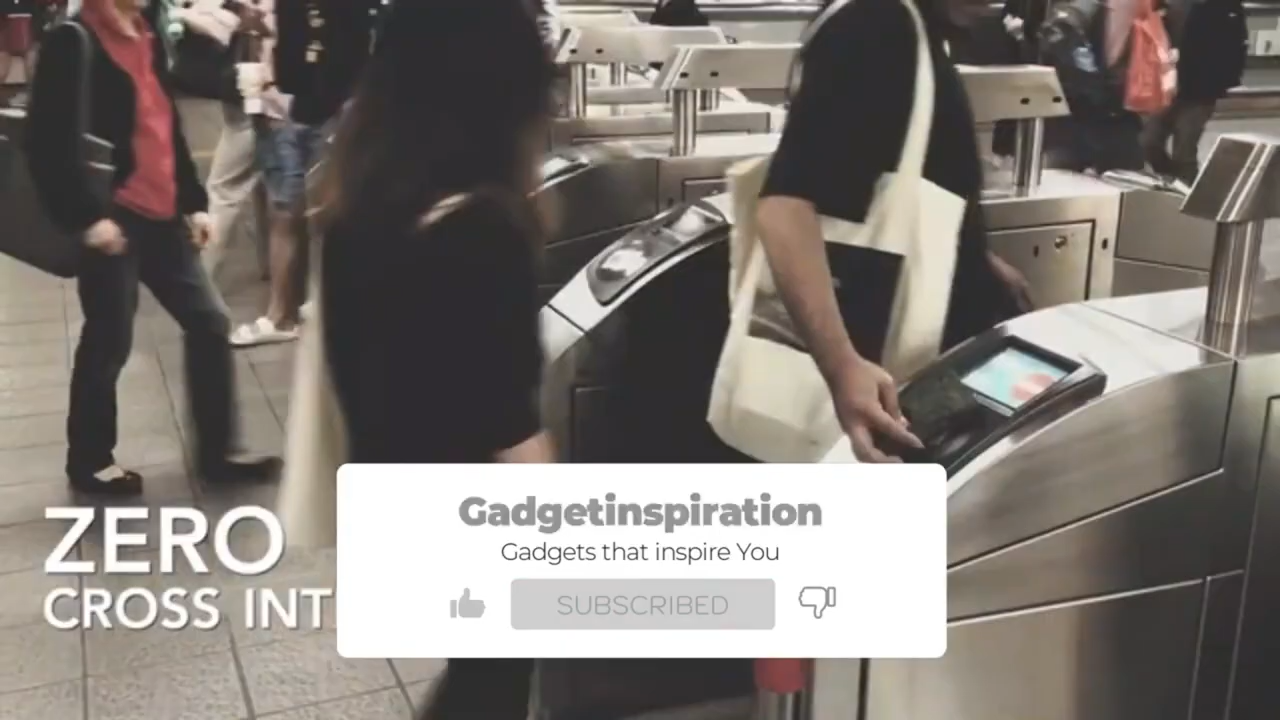 ZERO
CROSS INT
Gadgetinspiration
Gadgets that inspire You
SUBSCRIBED